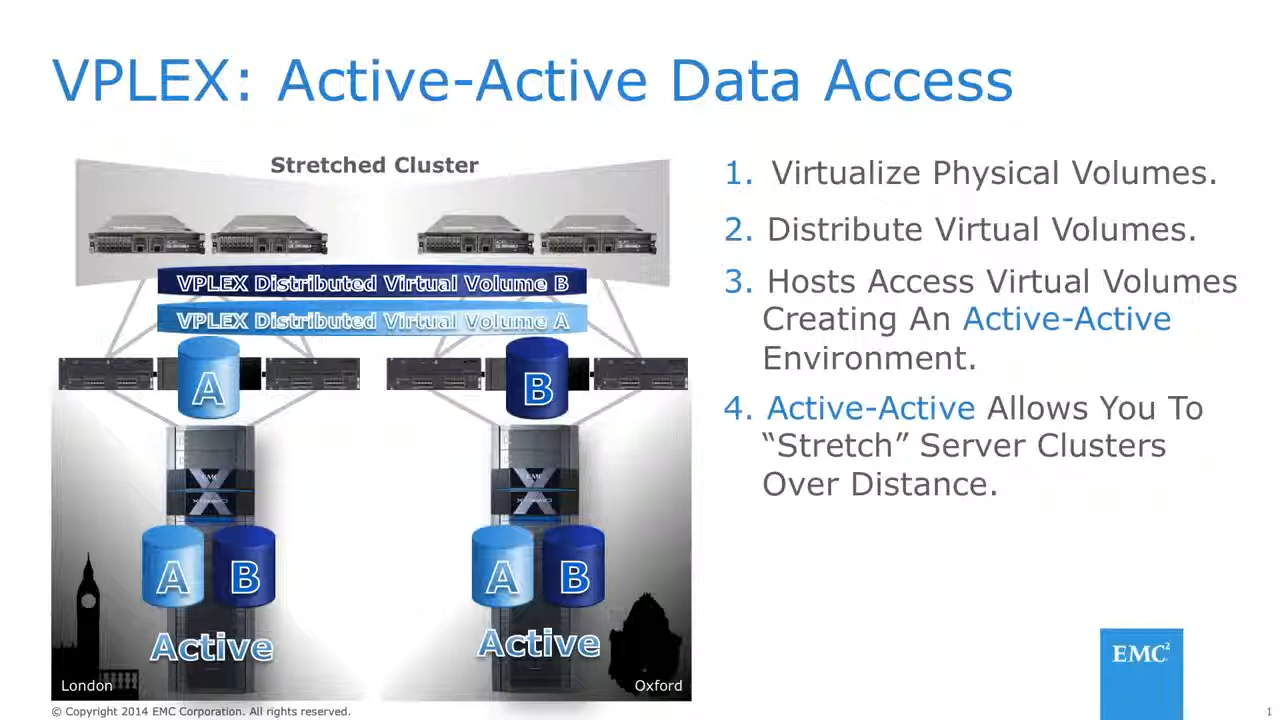 VPLEX: Active-Active Data Access
Stretched Cluster
VPLEX Distributed Virtual Volume B
VPLEX Distributed Virtual Volume A
A
B
EMC
EMC
A
B
A
B
Active
Active
London
Oxford
1. Virtualize Physical Volumes.
2. Distribute Virtual Volumes.
3. Hosts Access Virtual Volumes
Creating An Active-Active
Environment.
4. Active-Active Allows You To
“Stretch” Server Clusters
Over Distance.
EMC²
© Copyright 2014 EMC Corporation. All rights reserved.
1